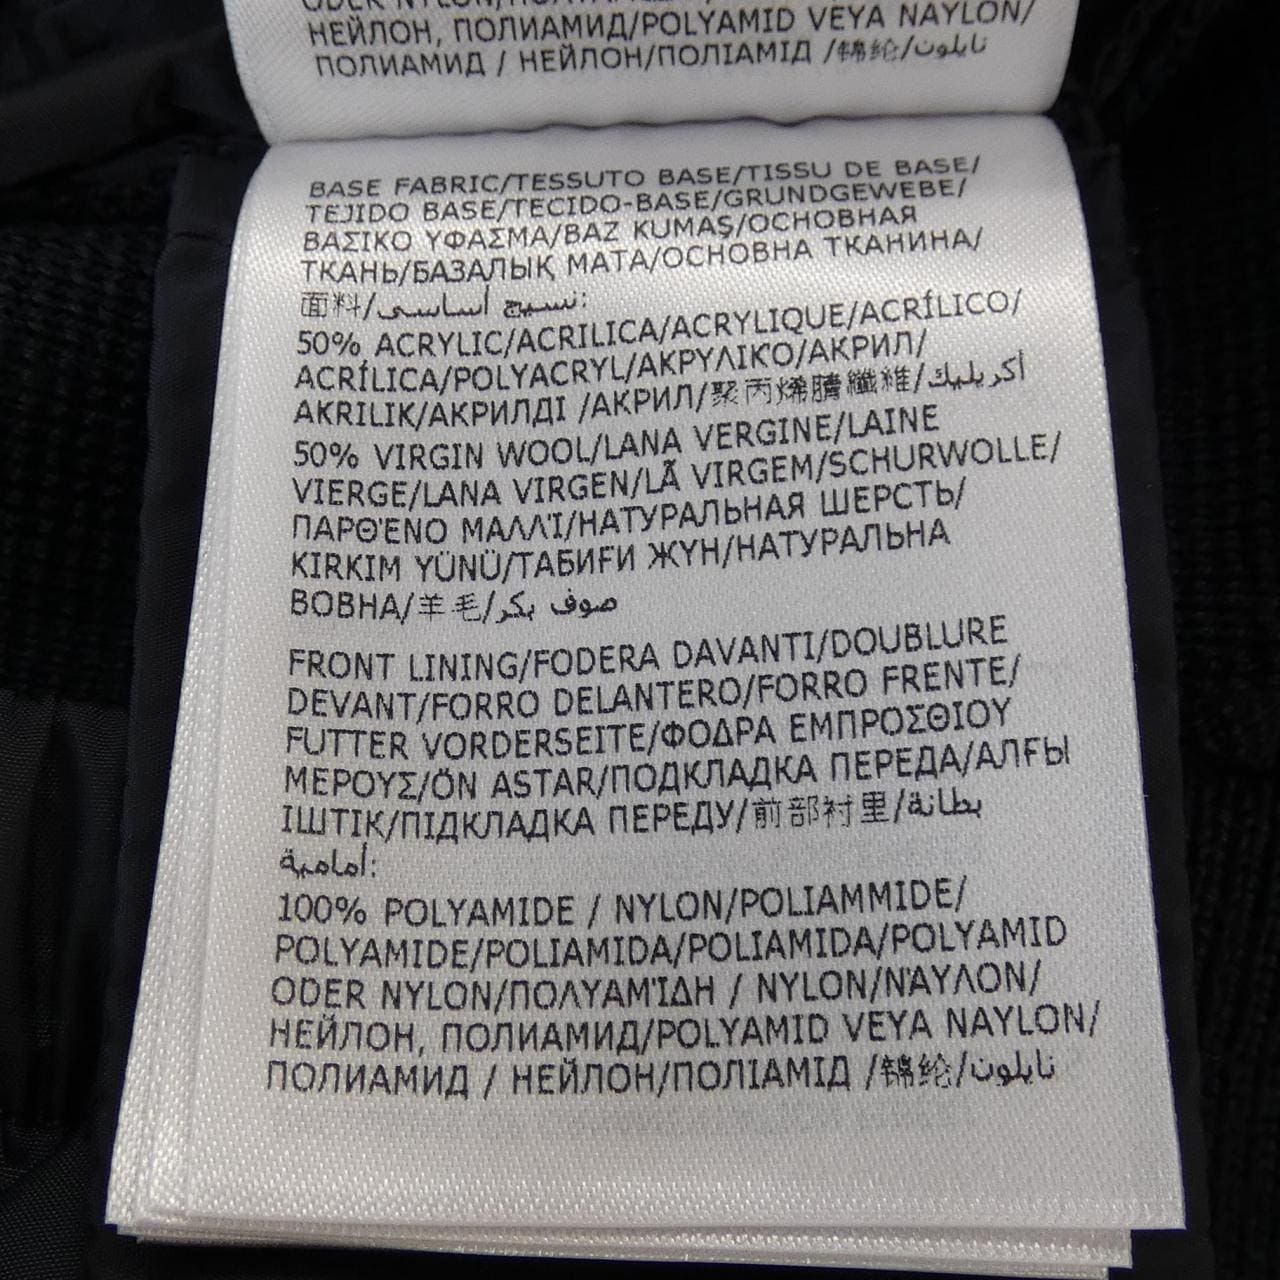 НЕЙЛОН, ПОЛИАМИД/POLYAMID VEYA NAYLON/
ПОЛИАМИД / НЕЙЛОН/ПОЛІАМІД /锦纶/نايلون
BASE FABRIC/TESSUTO BASE/TISSU DE BASE/
TEJIDO BASE/TECIDO-BASE/GRUNDGEWEBE/
ΒΑΣΙΚΟ ΥΦΑΣΜΑ/BAZ KUMAŞ/ОСНОВНАЯ
ТКАНЬ/БАЗАЛЫҚ МАТА/ОСНОВНА ТКАНИНА/
面料/نسيج أساسي:
50% ACRYLIC/ACRILICA/ACRYLIQUE/ACRÍLICO/
ACRÍLICA/POLYACRYL/ΑΚΡΥΛΙΚΌ/АКРИЛ/
AKRILIK/АКРИЛДІ /АКРИЛ/聚丙烯腈纖維/أكريليك
50% VIRGIN WOOL/LANA VERGINE/LAINE
VIERGE/LANA VIRGEN/LÃ VIRGEM/SCHURWOLLE/
ΠΑΡΘΈΝΟ ΜΑΛΛΊ/НАТУРАЛЬНАЯ ШЕРСТЬ/
KIRKIM YÜNÜ/ТАБИҒИ ЖҮН/НАТУРАЛЬНА
ВОВНА/羊毛/صوف بكر
FRONT LINING/FODERA DAVANTI/DOUBLURE
DEVANT/FORRO DELANTERO/FORRO FRENTE/
FUTTER VORDERSEITE/ΦΟΔΡΑ ΕΜΠΡΟΣΘΙΟΥ
ΜΕΡΟΥΣ/ÖN ASTAR/ПОДКЛАДКА ПЕРЕДА/АЛҒЫ
ІШТІК/ПІДКЛАДКА ПЕРЕДУ/前部衬里/بطانة
أمامية:
100% POLYAMIDE / NYLON/POLIAMMIDE/
POLYAMIDE/POLIAMIDA/POLIAMIDA/POLYAMID
ODER NYLON/ΠΟΛΥΑΜΊΔΗ / NYLON/ΝΆΥΛΟΝ/
НЕЙЛОН, ПОЛИАМИД/POLYAMID VEYA NAYLON/
ПОЛИАМИД / НЕЙЛОН/ПОЛІАМІД /锦纶/نايلون